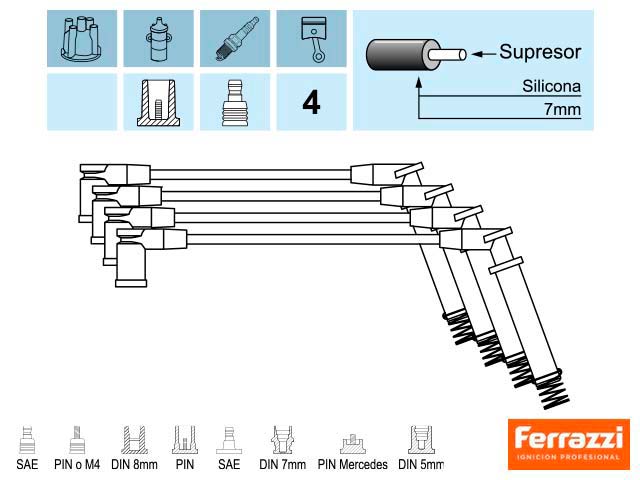 Supresor
Silicona
4
7mm
SAE PIN o M4 DIN 8mm PIN SAE DIN 7mm PIN Mercedes DIN 5mm
Ferrazzi
IGNICION PROFESIONAL